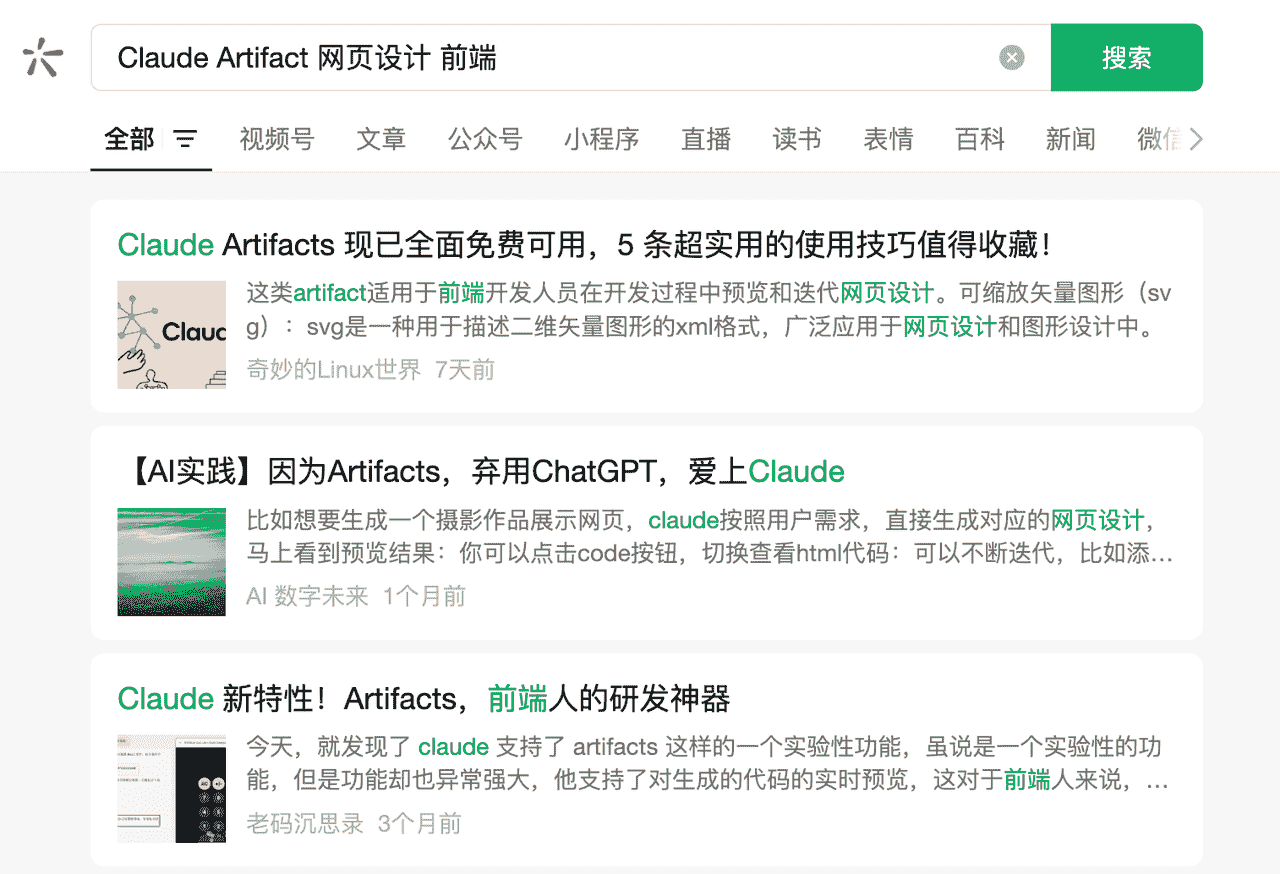 Claude Artifact 网页设计 前端
搜索
全部 视频号 文章 公众号 小程序 直播 读书 表情 百科 新闻 微信
Claude Artifacts 现已全面免费可用，5 条超实用的使用技巧值得收藏！
Claud
这类artifact适用于前端开发人员在开发过程中预览和迭代网页设计。可缩放矢量图形（sv
g）：svg是一种用于描述二维矢量图形的xml格式，广泛应用于网页设计和图形设计中。
奇妙的Linux世界 7天前
【AI实践】因为Artifacts，弃用ChatGPT，爱上Claude
比如想要生成一个摄影作品展示网页，claude按照用户需求，直接生成对应的网页设计，
马上看到预览结果：你可以点击code按钮，切换查看html代码：可以不断迭代，比如添…
AI 数字未来 1个月前
Claude 新特性！Artifacts，前端人的研发神器
今天，就发现了 claude 支持了 artifacts 这样的一个实验性功能，虽说是一个实验性的功
能，但是功能却也异常强大，他支持了对生成的代码的实时预览，这对于前端人来说，…
老码沉思录 3个月前